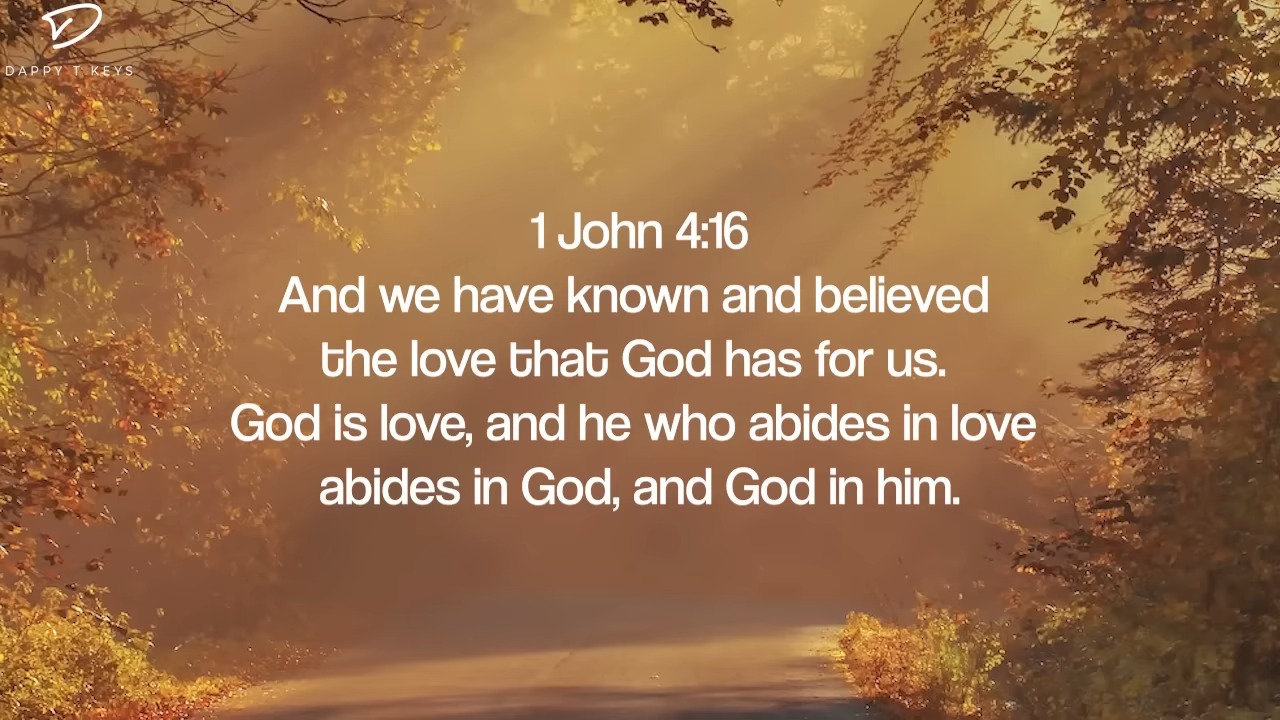 DAPPY T KEYS
1 John 4:16
And we have known and believed
the love that God has for us.
God is love, and he who abides in love
abides in God, and God in him.